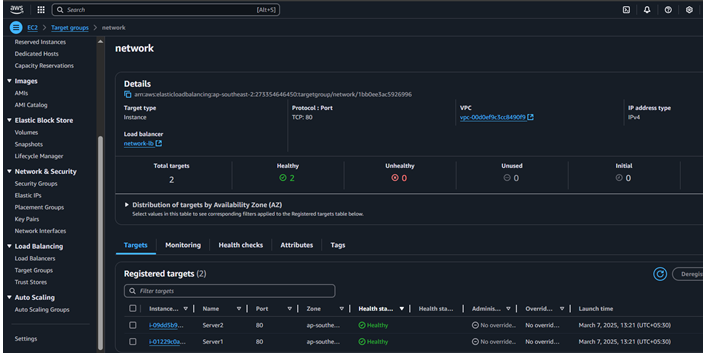 aws
Search
[Alt+S]
EC2
Target groups
network
Reserved Instances
Dedicated Hosts
Capacity Reservations
Images
AMIs
AMI Catalog
Elastic Block Store
Volumes
Snapshots
Lifecycle Manager
Network & Security
Security Groups
Elastic IPs
Placement Groups
Key Pairs
Network Interfaces
Load Balancing
Load Balancers
Target Groups
Trust Stores
Auto Scaling
Auto Scaling Groups
Settings
network
Details
arn:aws:elasticloadbalancing:ap-southeast-2:273354646450:targetgroup/network/1bb0ee3ac5926996
Target type Protocol : Port VPC IP address type
Instance TCP: 80 vpc-00d0ef9c3cc8490f9 IPv4
Load balancer
network-lb
Total targets Healthy Unhealthy Unused Initial
2 2 0 0 0
Distribution of targets by Availability Zone (AZ)
Select values in this table to see corresponding filters applied to the Registered targets table below.
Targets Monitoring Health checks Attributes Tags
Registered targets (2) Deregist
Filter targets
Instance... Name Port Zone Health sta... Health sta... Adminis... Overrid... Launch time
i-09dd5b9... Server2 80 ap-southe... Healthy No override... No overrid... March 7, 2025, 13:21 (UTC+05:30)
i-01229c0a... Server1 80 ap-southe... Healthy No override... No overrid... March 7, 2025, 13:21 (UTC+05:30)